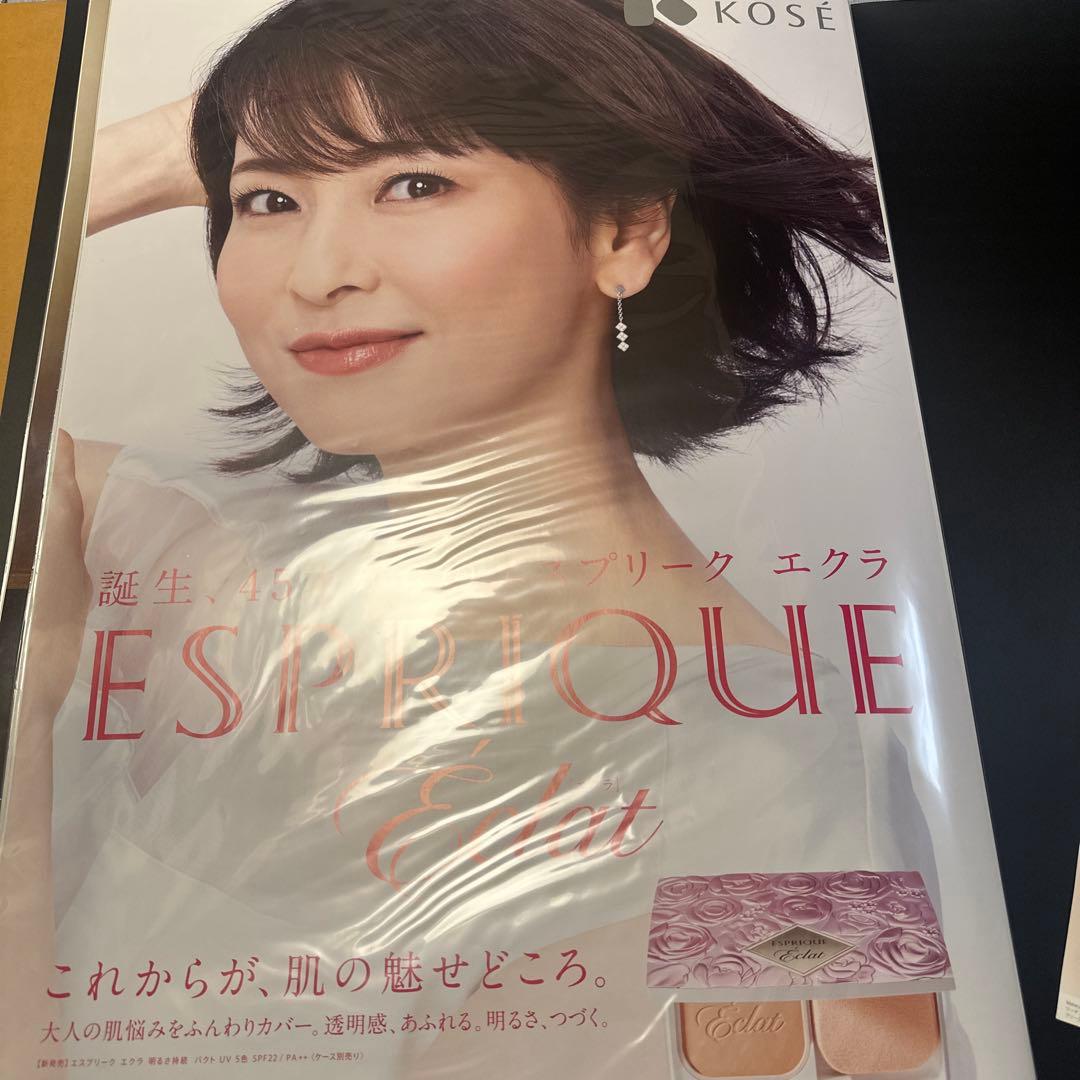 KOSÉ
誕生、45 プリーク エクラ
ESPRIQUE
Éclat
ESPRIQUE
Éclat
これからが、肌の魅せどころ。
Éclat
大人の肌悩みをふんわりカバー。透明感、あふれる。明るさ、つづく。
【新発売】エスプリーク エクラ 明るさ持続 パクト UV 5色 SPF22/PA++〈ケース別売り〉